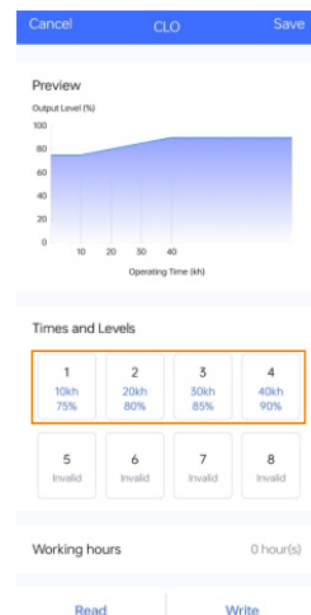 Cancel CLO Save
Preview
Output Level (%)
100
80
60
40
20
0
10 20 30 40
Operating Time (kh)
Times and Levels
1 2 3 4
10kh 20kh 30kh 40kh
75% 80% 85% 90%
5 6 7 8
Invalid Invalid Invalid Invalid
Working hours 0 hour(s)
Read Write